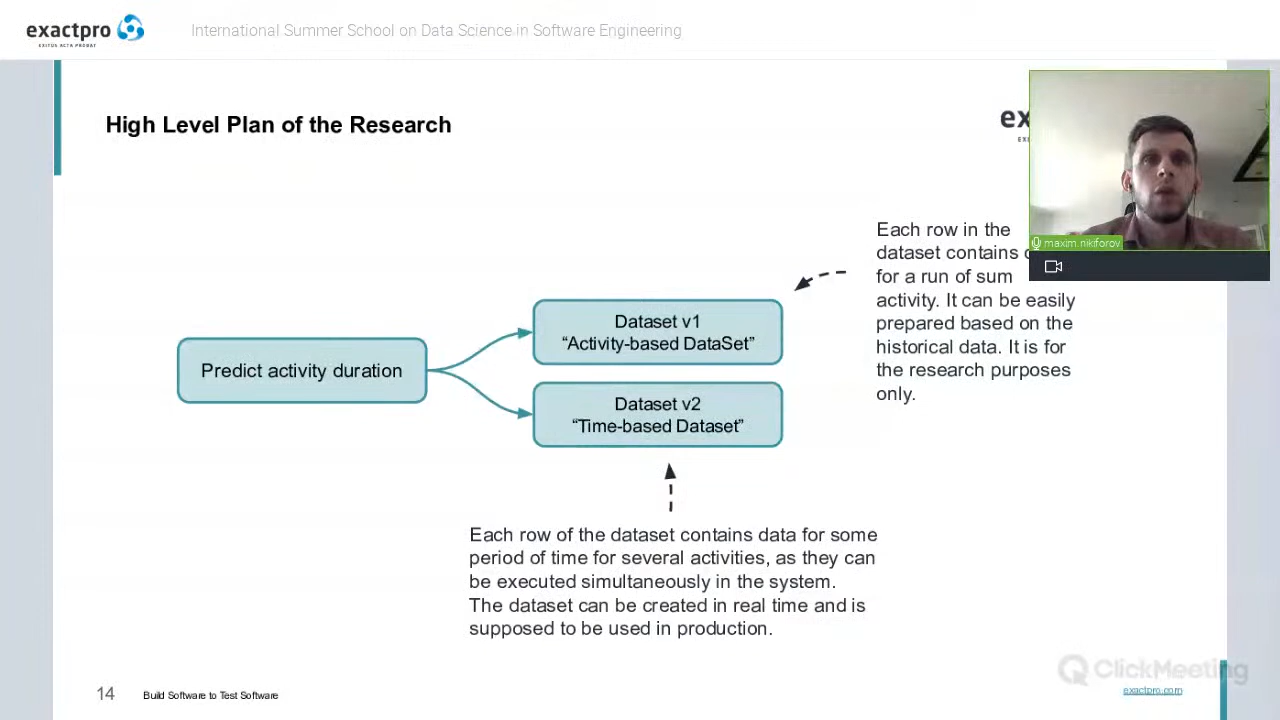 exactpro
EXITUS ACTA PROBAT
International Summer School on Data Science in Software Engineering
High Level Plan of the Research
ex
maxim.nikiforov
Each row in the
dataset contains
for a run of sum
activity. It can be easily
prepared based on the
historical data. It is for
the research purposes
only.
Predict activity duration
Dataset v1
“Activity-based DataSet”
Dataset v2
“Time-based Dataset”
Each row of the dataset contains data for some
period of time for several activities, as they can
be executed simultaneously in the system.
The dataset can be created in real time and is
supposed to be used in production.
ClickMeeting
14
Build Software to Test Software
exactpro.com